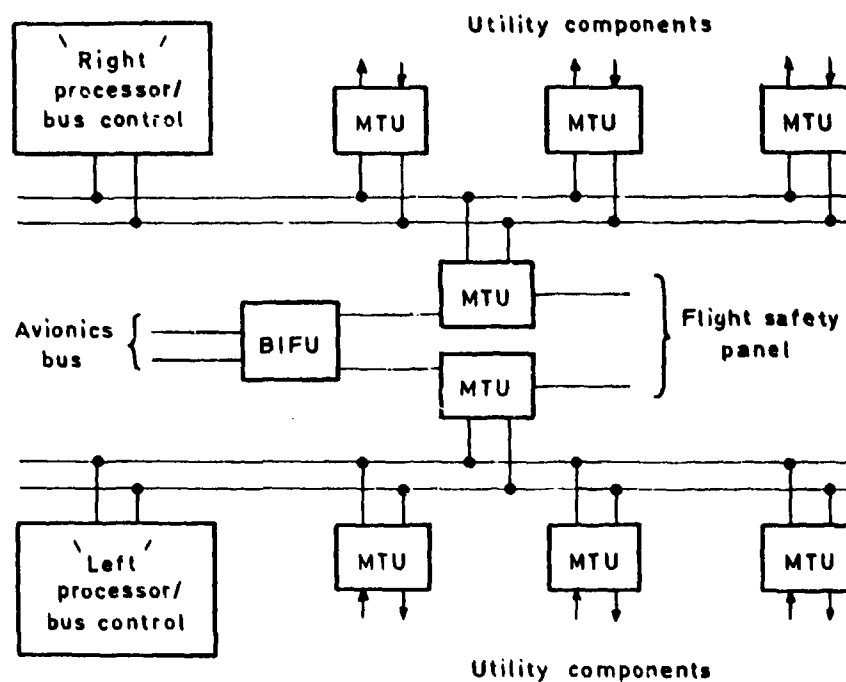 Utility components
'Right'
processor/
bus control
MTU
MTU
MTU
MTU
Avionics
bus
BIFU
Flight safety
panel
MTU
'Left'
processor/
bus control
MTU
MTU
MTU
Utility components